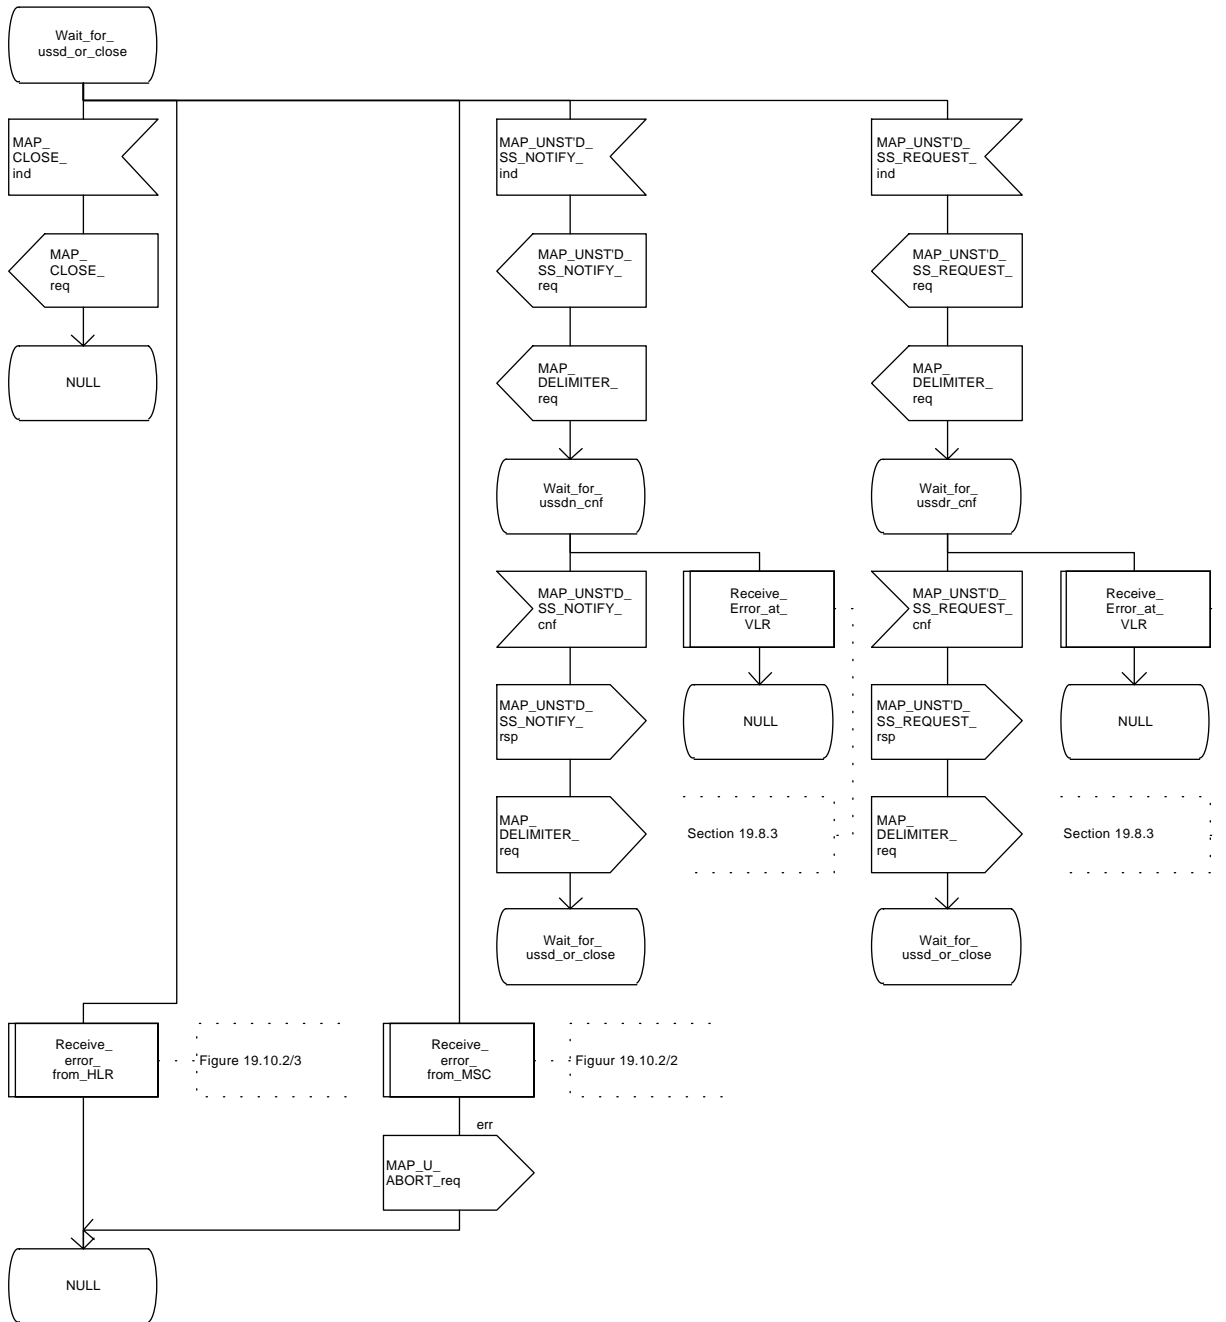 Wait_for_
ussd_or_close
MAP_
CLOSE_
ind
MAP_UNST'D_
SS_NOTIFY_
ind
MAP_UNST'D_
SS_REQUEST_
ind
MAP_
CLOSE_
req
MAP_UNST'D_
SS_NOTIFY_
req
MAP_UNST'D_
SS_REQUEST_
req
NULL
MAP_
DELIMITER_
req
MAP_
DELIMITER_
req
Wait_for_
ussdn_cnf
Wait_for_
ussdr_cnf
MAP_UNST'D_
SS_NOTIFY_
cnf
Receive_
Error_at_
VLR
MAP_UNST'D_
SS_REQUEST_
cnf
Receive_
Error_at_
VLR
MAP_UNST'D_
SS_NOTIFY_
rsp
NULL
MAP_UNST'D_
SS_REQUEST_
rsp
NULL
MAP_
DELIMITER_
req
Section 19.8.3
MAP_
DELIMITER_
req
Section 19.8.3
Wait_for_
ussd_or_close
Wait_for_
ussd_or_close
Receive_
error_
from_HLR
Figure 19.10.2/3
Receive_
error_
from_MSC
Figuur 19.10.2/2
err
MAP_U_
ABORT_req
NULL